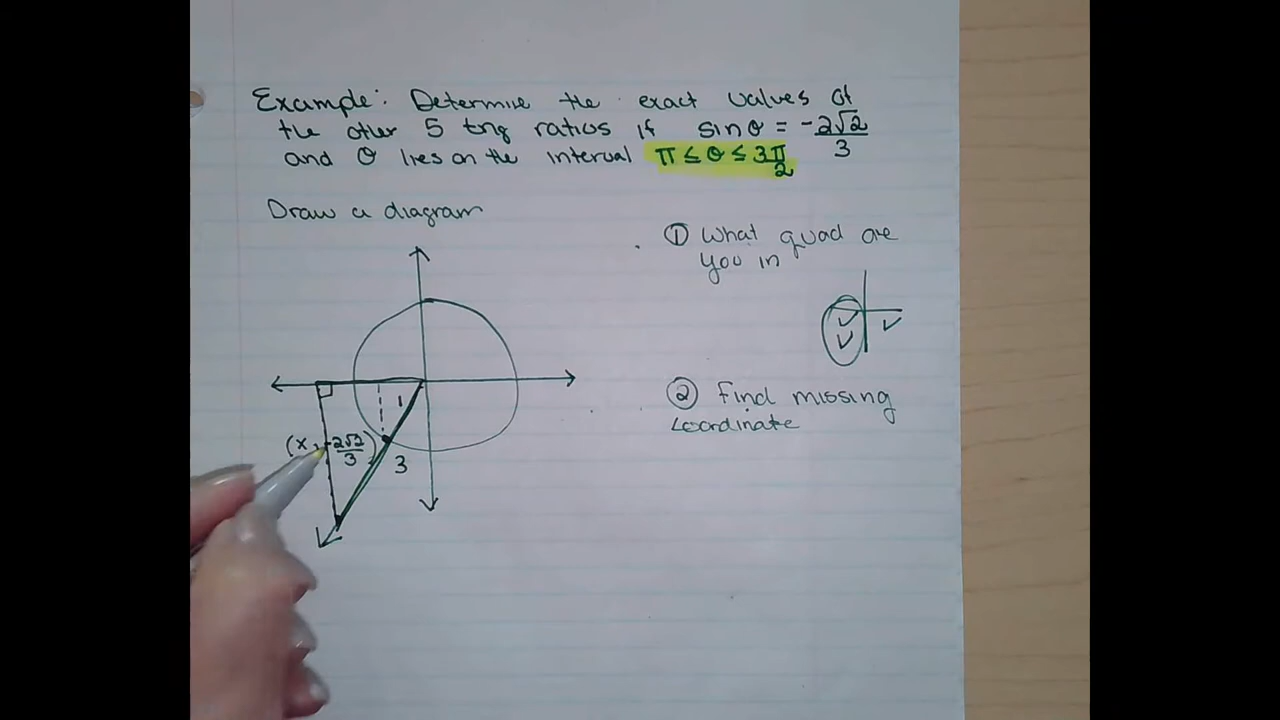 Example: Determine the exact values of
the other 5 trig ratios if sinθ = -2√2/3
and θ lies on the interval π ≤ θ ≤ 3π/2
Draw a diagram
① What quad are
you in
② Find missing
coordinate
1
(x, -2√2/3)
3